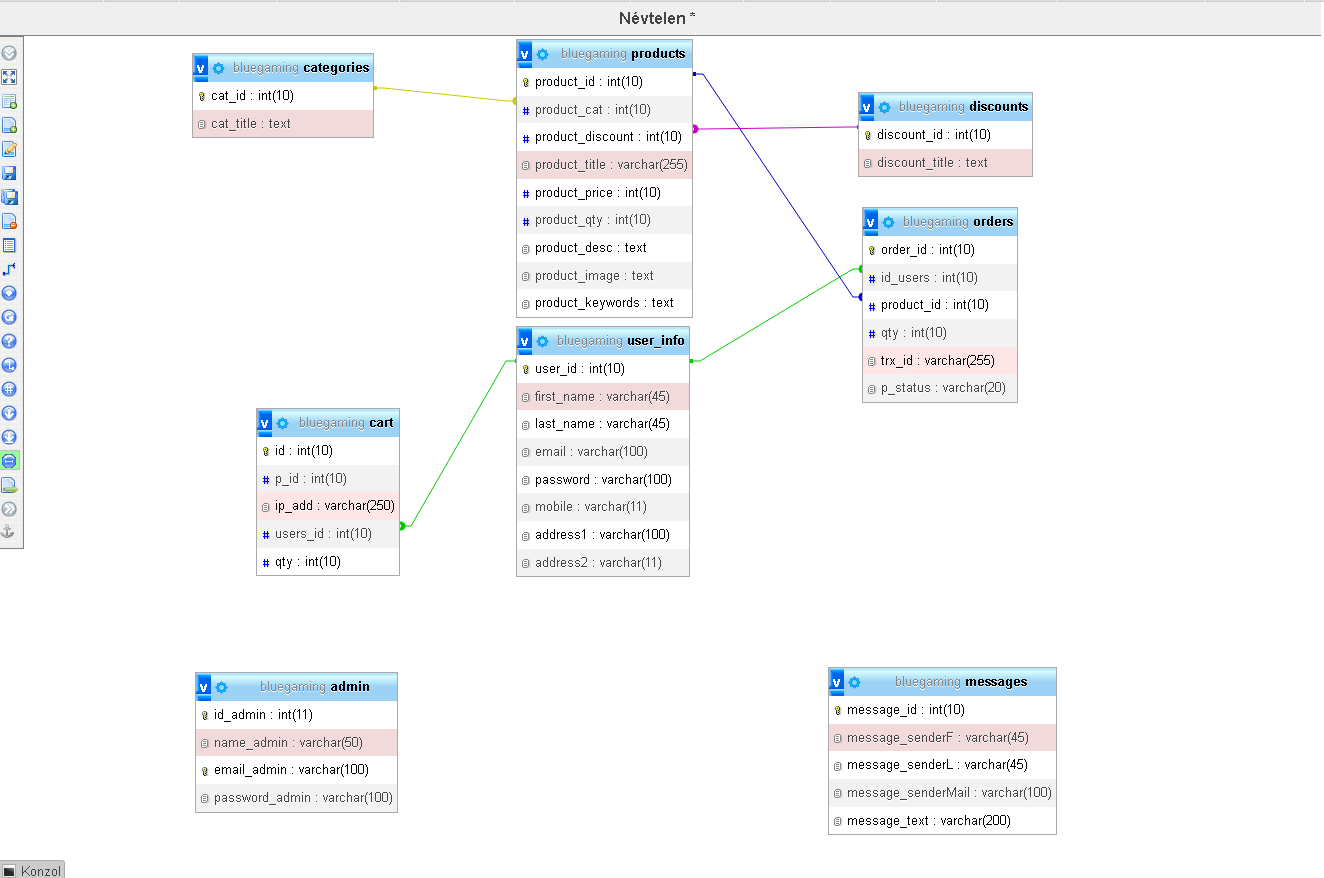 Névtelen *
v bluegaming categories
cat_id : int(10)
cat_title : text
v bluegaming products
product_id : int(10)
# product_cat : int(10)
# product_discount : int(10)
product_title : varchar(255)
# product_price : int(10)
# product_qty : int(10)
product_desc : text
product_image : text
product_keywords : text
v bluegaming discounts
discount_id : int(10)
discount_title : text
v bluegaming orders
order_id : int(10)
# id_users : int(10)
# product_id : int(10)
# qty : int(10)
trx_id : varchar(255)
p_status : varchar(20)
v bluegaming user_info
user_id : int(10)
first_name : varchar(45)
last_name : varchar(45)
email : varchar(100)
password : varchar(100)
mobile : varchar(11)
address1 : varchar(100)
address2 : varchar(11)
v bluegaming cart
id : int(10)
# p_id : int(10)
ip_add : varchar(250)
# users_id : int(10)
# qty : int(10)
v bluegaming admin
id_admin : int(11)
name_admin : varchar(50)
email_admin : varchar(100)
password_admin : varchar(100)
v bluegaming messages
message_id : int(10)
message_senderF : varchar(45)
message_senderL : varchar(45)
message_senderMail : varchar(100)
message_text : varchar(200)
Konzol